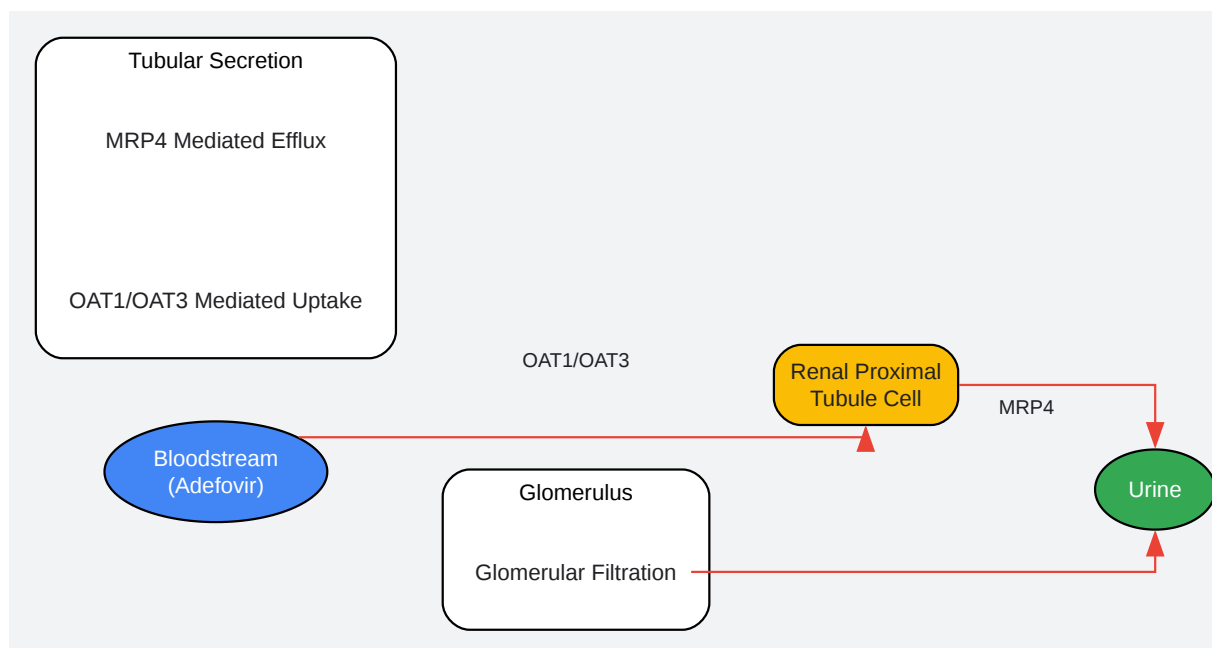 Tubular Secretion
MRP4 Mediated Efflux
OAT1/OAT3 Mediated Uptake
OAT1/OAT3
Renal Proximal
Tubule Cell
MRP4
Bloodstream
(Adefovir)
Glomerulus
Glomerular Filtration
Urine